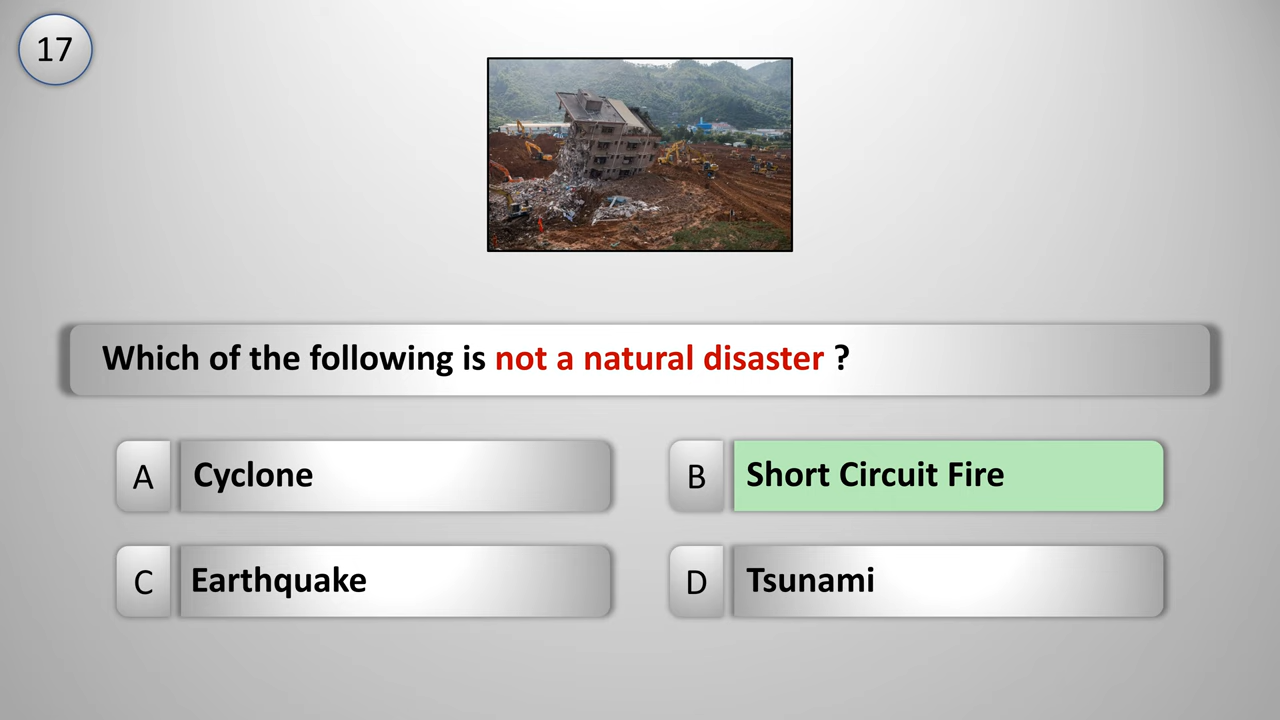 17
Which of the following is not a natural disaster ?
A Cyclone
B Short Circuit Fire
C Earthquake
D Tsunami